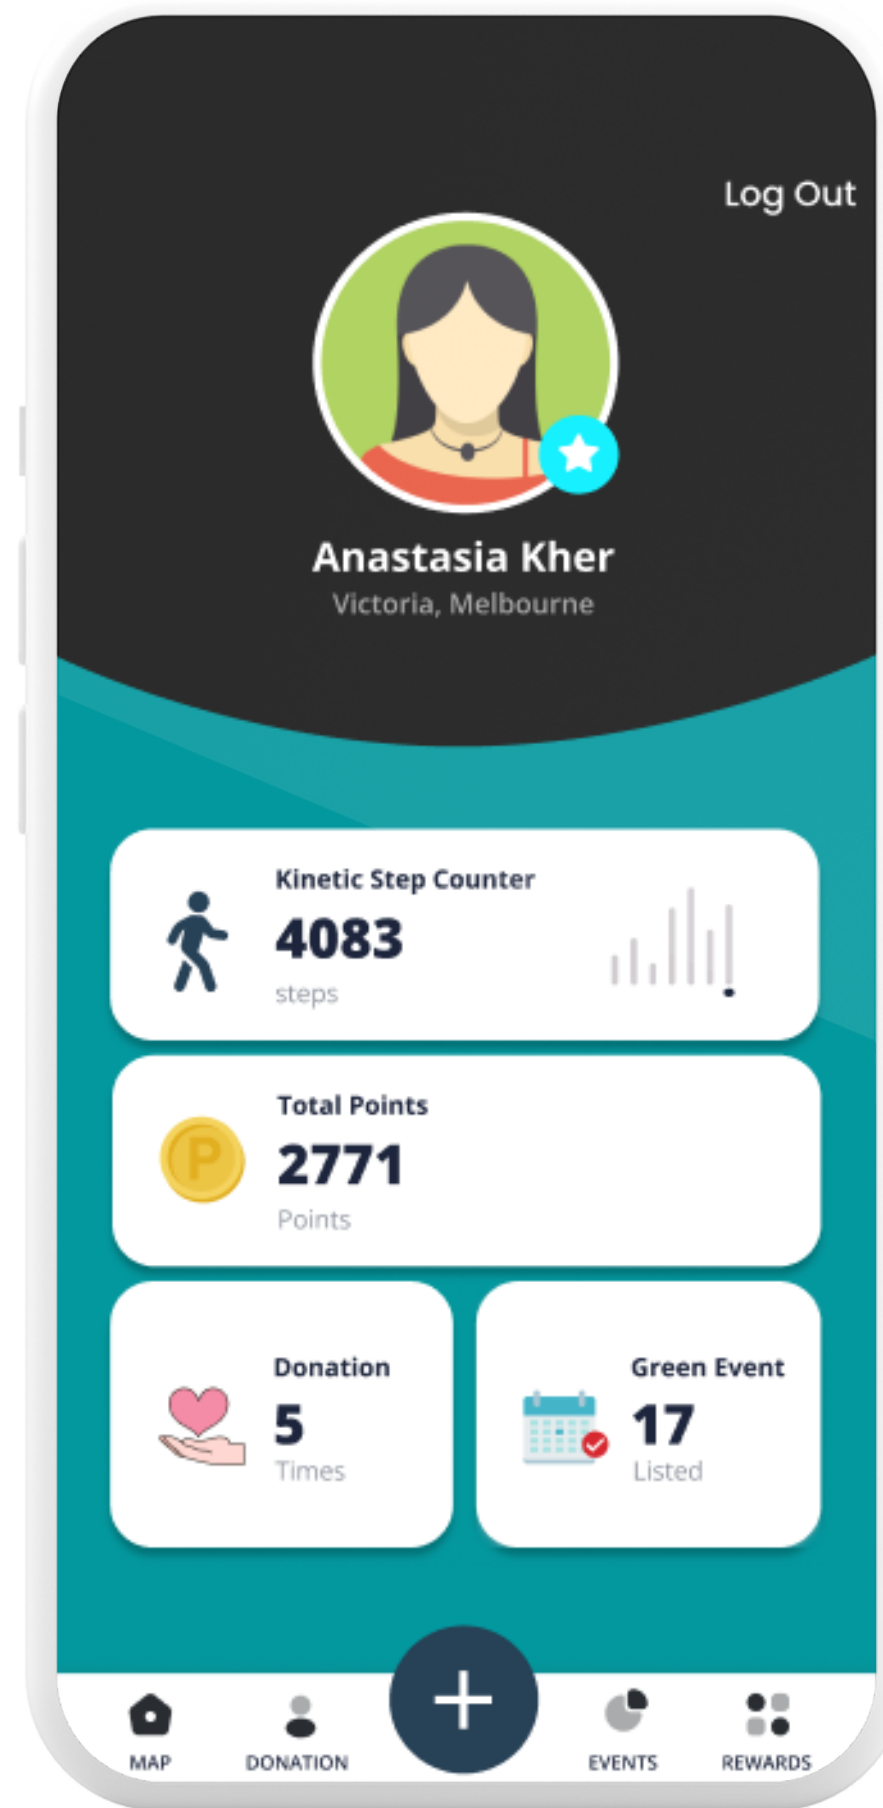 Log Out
Anastasia Kher
Victoria, Melbourne
Kinetic Step Counter
4083
steps
P
Total Points
2771
Points
Donation
5
Times
Green Event
17
Listed
MAP
DONATION
EVENTS
REWARDS